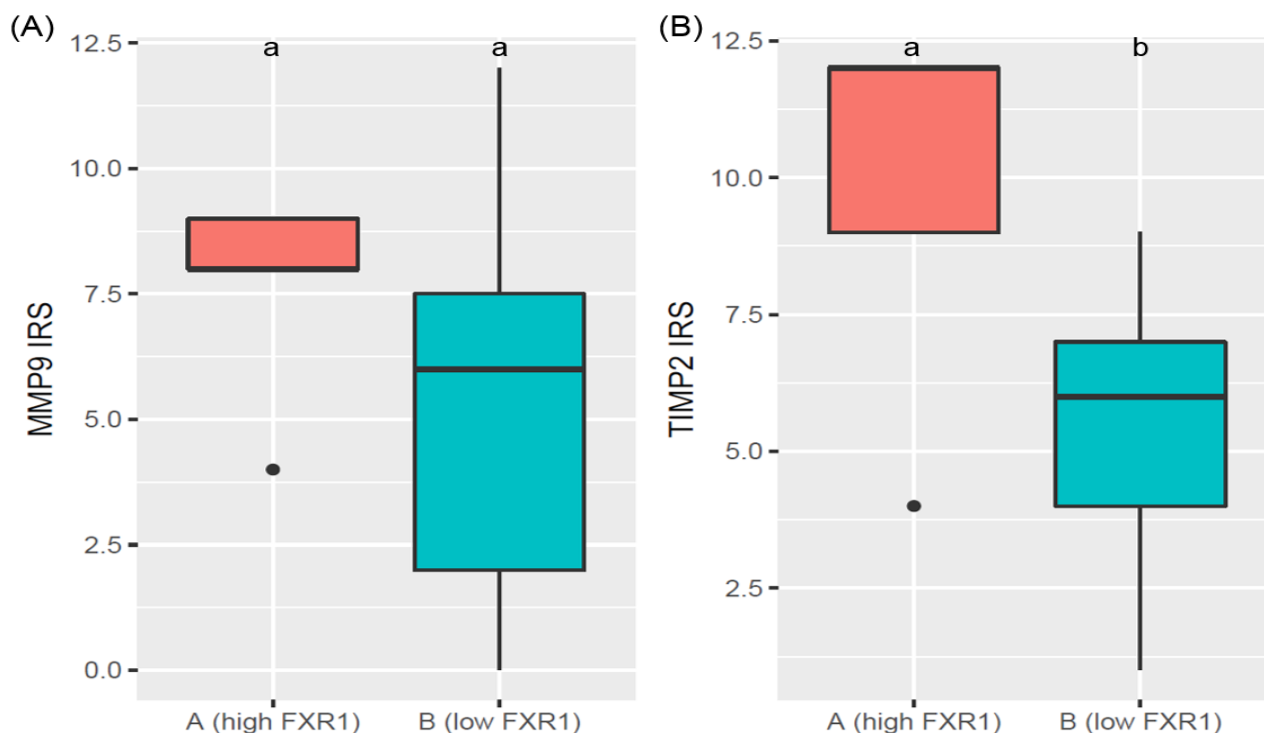 (A)
MMP9 IRS
12.5
10.0
7.5
5.0
2.5
0.0
a a
A (high FXR1) B (low FXR1)
(B)
TIMP2 IRS
12.5
10.0
7.5
5.0
2.5
a b
A (high FXR1) B (low FXR1)